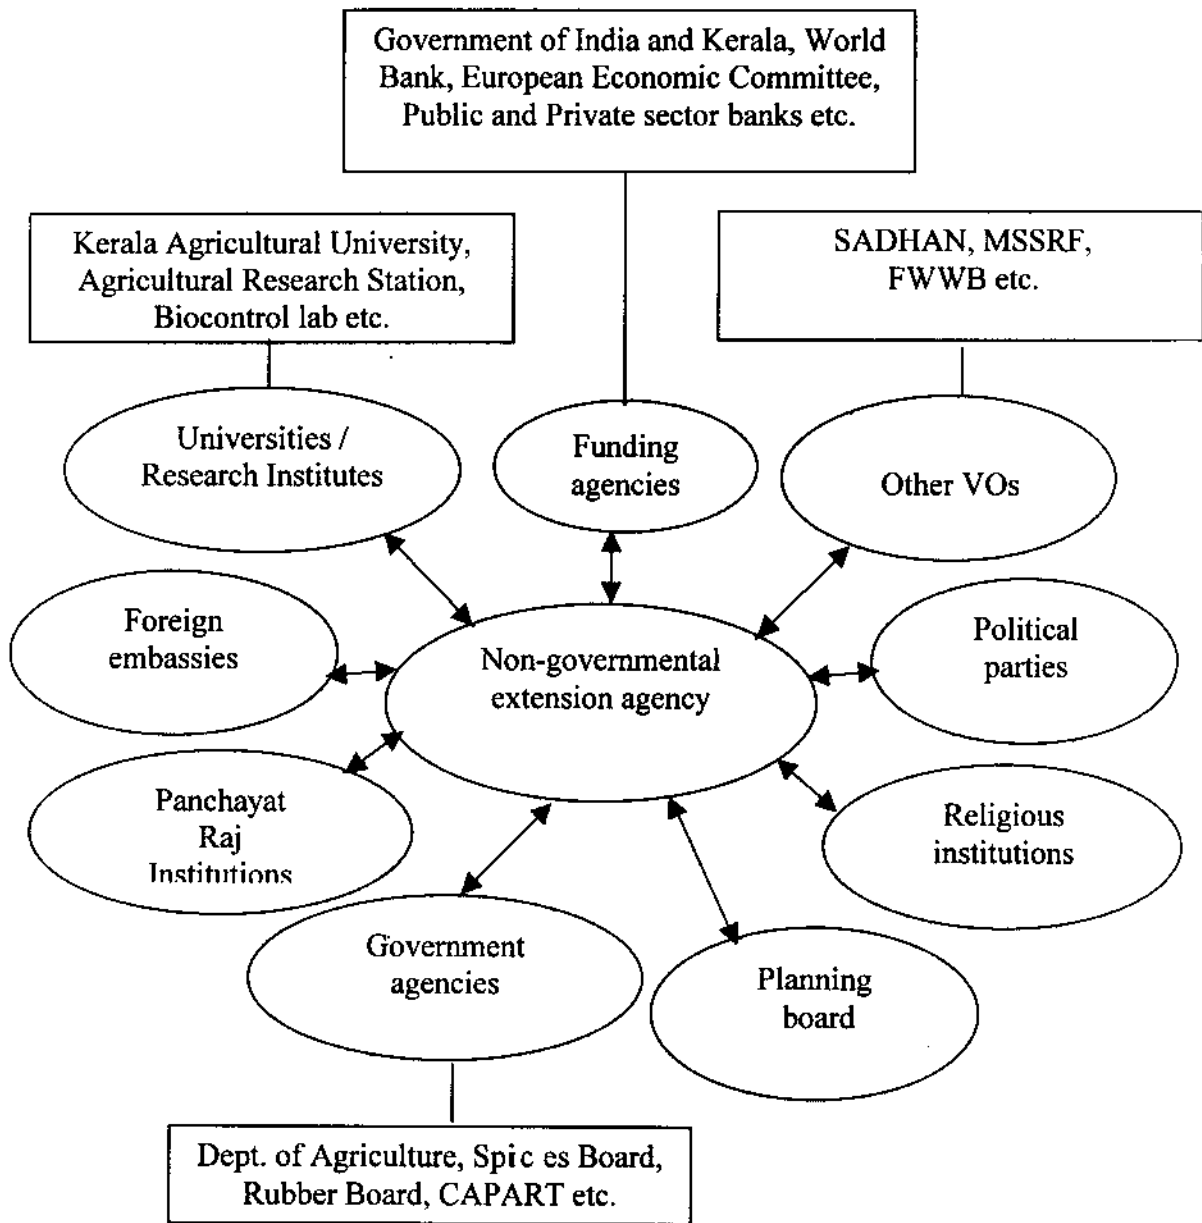 Government of India and Kerala, World
Bank, European Economic Committee,
Public and Private sector banks etc.
Kerala Agricultural University,
Agricultural Research Station,
Biocontrol lab etc.
SADHAN, MSSRF,
FWWB etc.
Universities /
Research Institutes
Funding
agencies
Other VOs
Foreign
embassies
Non-governmental
extension agency
Political
parties
Panchayat
Raj
Institutions
Religious
institutions
Government
agencies
Planning
board
Dept. of Agriculture, Spic es Board,
Rubber Board, CAPART etc.